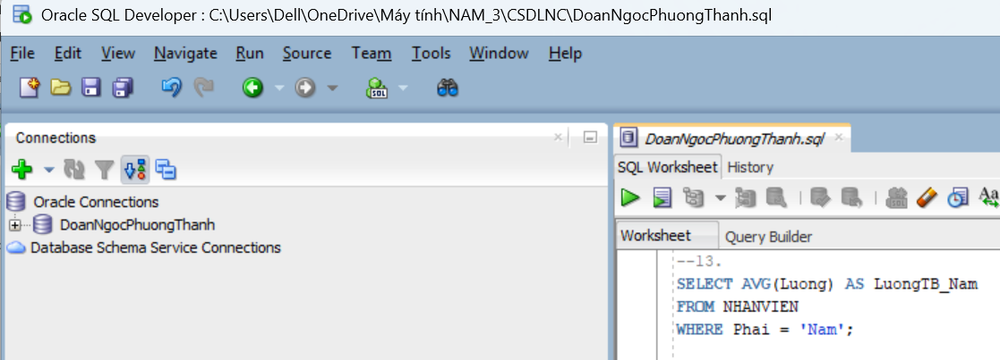 Oracle SQL Developer : C:\Users\Dell\OneDrive\Máy tính\NAM_3\CSDLNC\DoanNgocPhuongThanh.sql
File Edit View Navigate Run Source Team Tools Window Help
SQL
Connections
Oracle Connections
DoanNgocPhuongThanh
Database Schema Service Connections
DoanNgocPhuongThanh.sql
SQL Worksheet History
Aa
Worksheet Query Builder
--13.
SELECT AVG(Luong) AS LuongTB_Nam
FROM NHANVIEN
WHERE Phai = 'Nam';